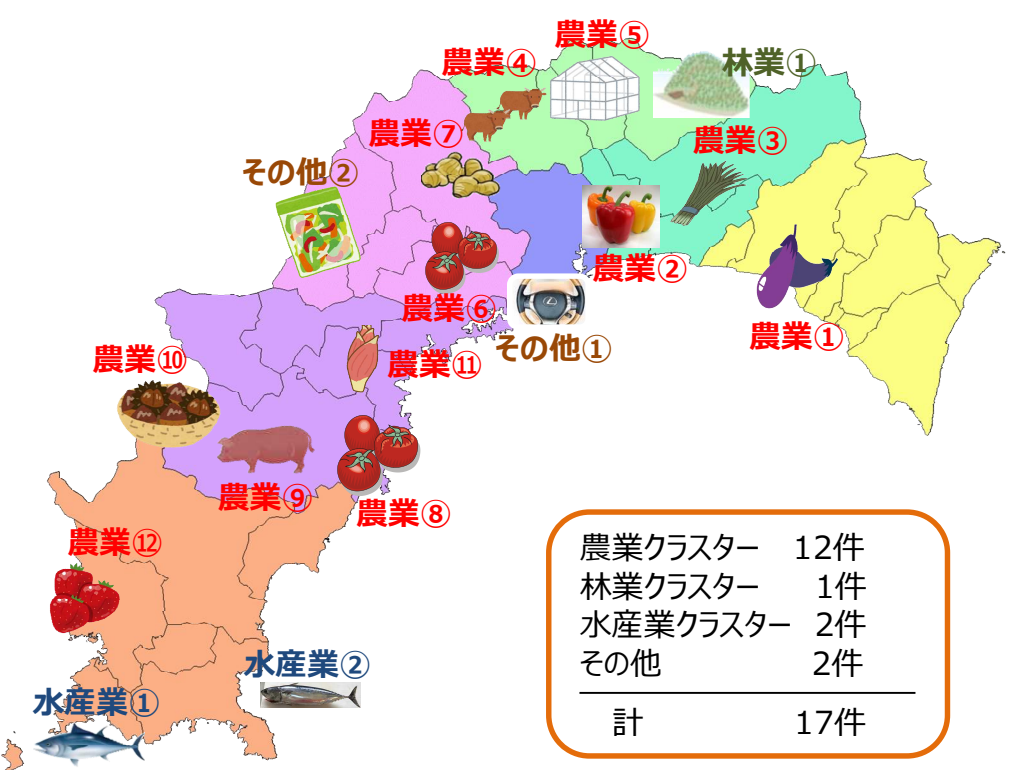 農業⑤
農業④
林業①
農業⑦
農業③
その他②
農業②
農業⑥
農業①
その他①
農業⑩
農業⑪
農業⑨
農業⑧
農業⑫
水産業②
水産業①
農業クラスター 12件
林業クラスター 1件
水産業クラスター 2件
その他 2件
計 17件